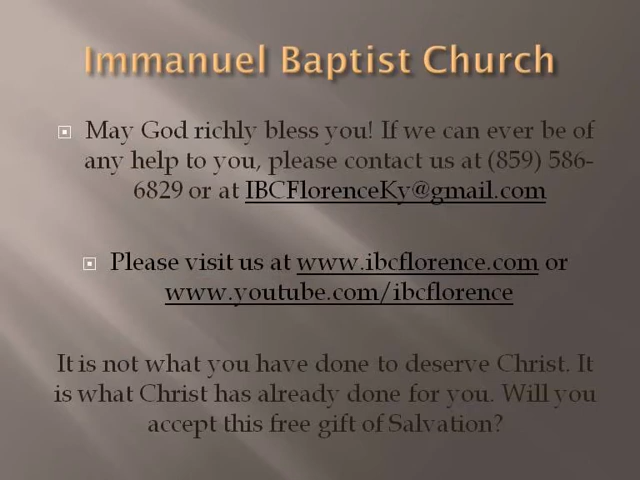 Immanuel Baptist Church
May God richly bless you! If we can ever be of
any help to you, please contact us at (859) 586-
6829 or at IBCFlorenceKy@gmail.com
Please visit us at www.ibcflorence.com or
www.youtube.com/ibcflorence
It is not what you have done to deserve Christ. It
is what Christ has already done for you. Will you
accept this free gift of Salvation?